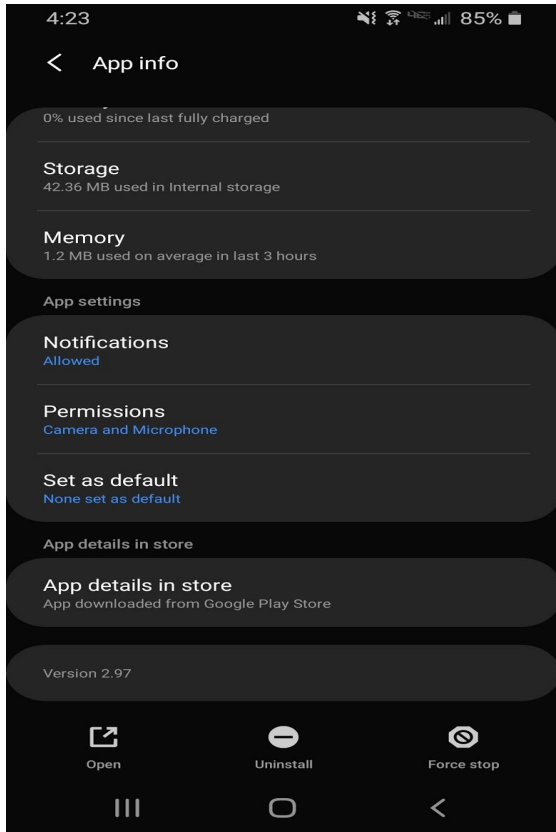 4:23 85%
App info
0% used since last fully charged
Storage
42.36 MB used in Internal storage
Memory
1.2 MB used on average in last 3 hours
App settings
Notifications
Allowed
Permissions
Camera and Microphone
Set as default
None set as default
App details in store
App details in store
App downloaded from Google Play Store
Version 2.97
Open Uninstall Force stop